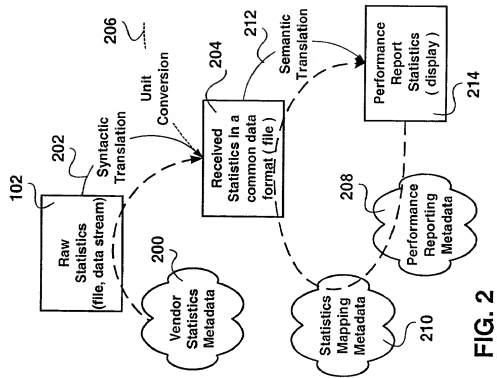 102
Raw
Statistics
(file, data stream)
202
Syntactic
Translation
206
Unit
Conversion
200
Vendor
Statistics
Metadata
204
Received
Statistics in a
common data
format ( file )
212
Semantic
Translation
Statistics
Mapping
Metadata
210
208
Performance
Reporting
Metadata
Performance
Report
Statistics
( display )
214
FIG. 2